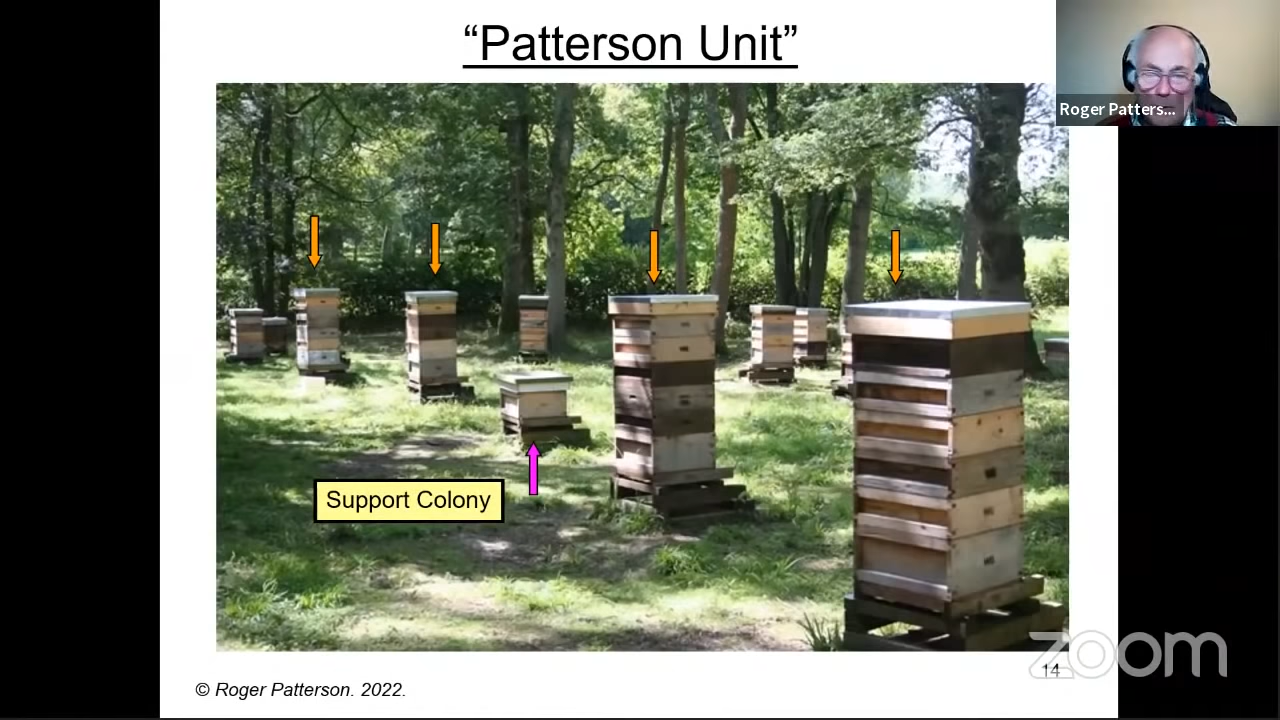 “Patterson Unit”
Roger Patters...
Support Colony
© Roger Patterson. 2022.
14
zoom